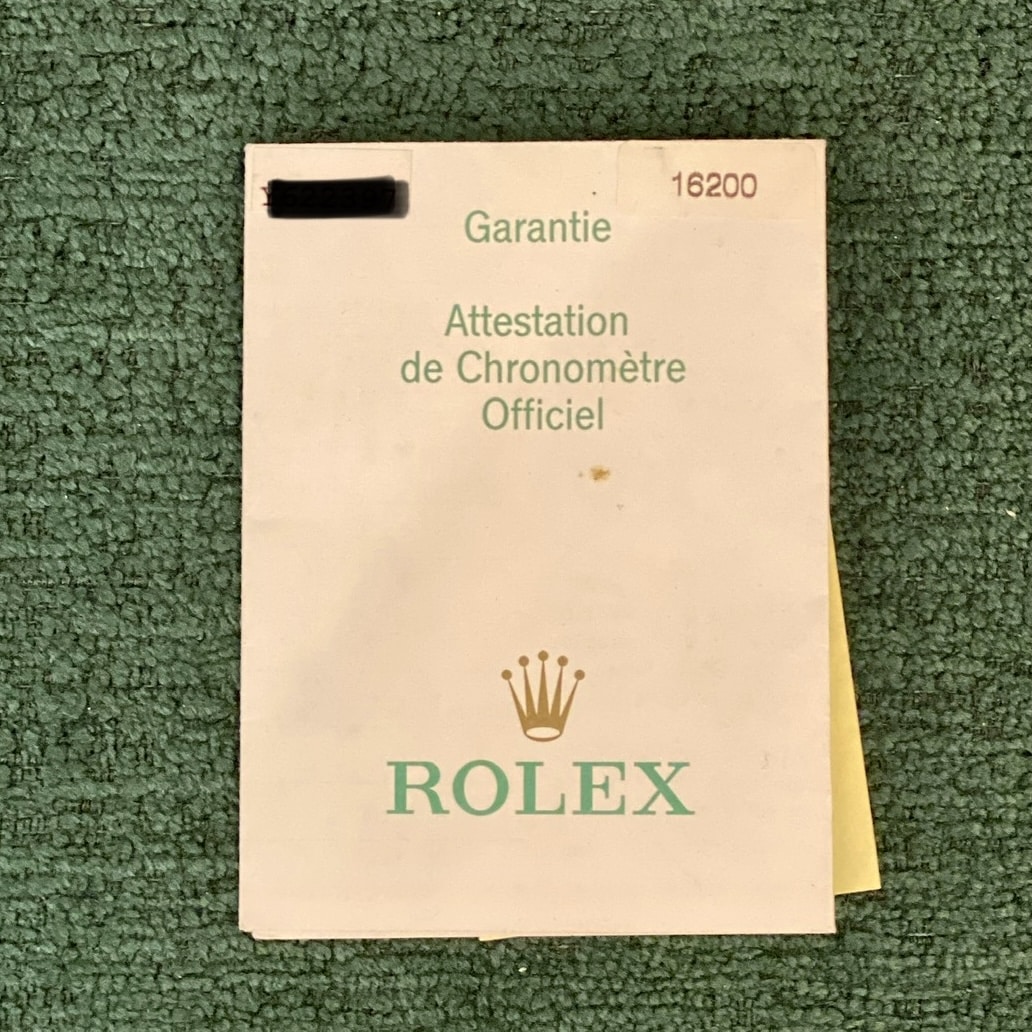 16200
Garantie
Attestation
de Chronomètre
Officiel
ROLEX